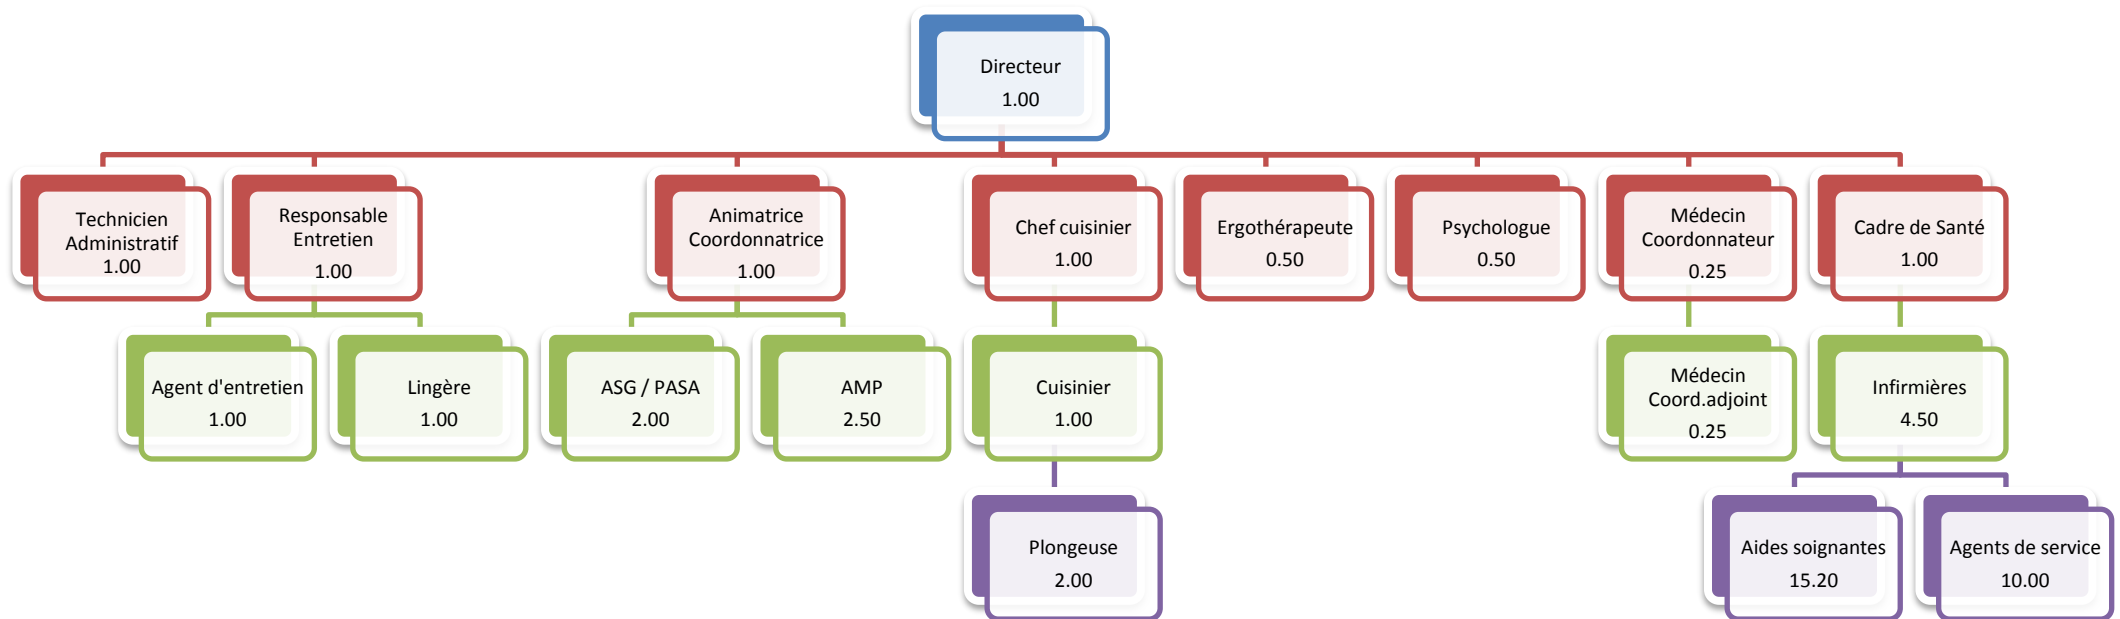 Directeur
1.00
Technicien
Administratif
1.00
Responsable
Entretien
1.00
Animatrice
Coordonnatrice
1.00
Chef cuisinier
1.00
Ergothérapeute
0.50
Psychologue
0.50
Médecin
Coordonnateur
0.25
Cadre de Santé
1.00
Agent d'entretien
1.00
Lingère
1.00
ASG / PASA
2.00
AMP
2.50
Cuisinier
1.00
Médecin
Coord.adjoint
0.25
Infirmières
4.50
Plongeuse
2.00
Aides soignantes
15.20
Agents de service
10.00